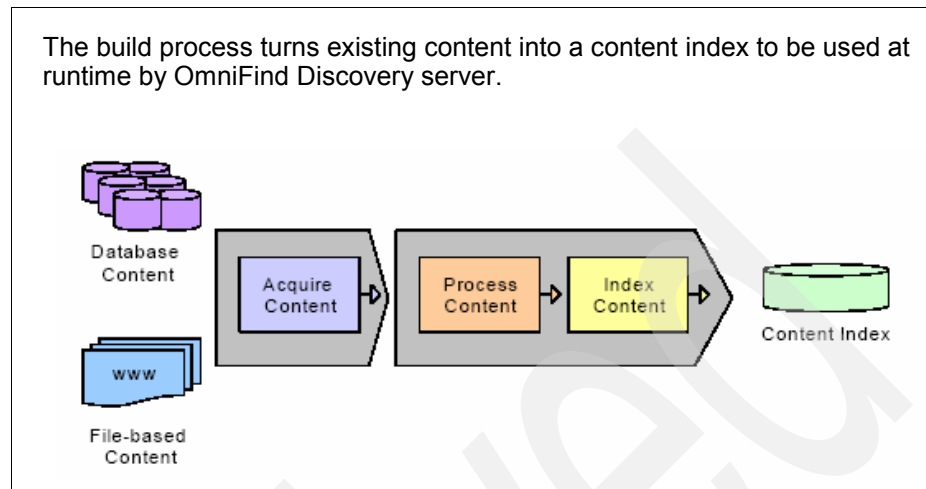 The build process turns existing content into a content index to be used at
runtime by OmniFind Discovery server.
Database
Content
Acquire
Content
Process
Content
Index
Content
Content Index
www
File-based
Content